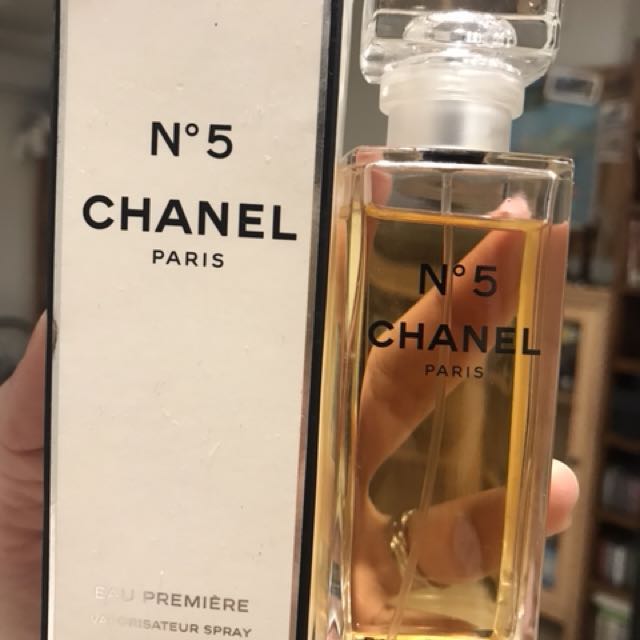 N°5
CHANEL
PARIS
EAU PREMIÈRE
VAPORISATEUR SPRAY
N°5
CHANEL
PARIS